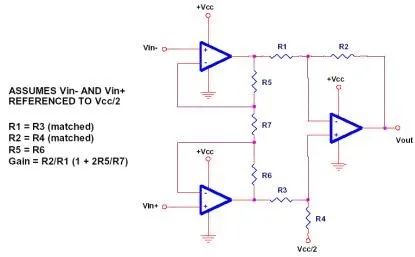 +Vcc
Vin-
R1
R2
ASSUMES Vin- AND Vin+
REFERENCED TO Vcc/2
R5
+Vcc
R1 = R3 (matched)
R2 = R4 (matched)
R5 = R6
Gain = R2/R1 (1 + 2R5/R7)
R7
Vout
+Vcc
R6
R3
Vin+
R4
Vcc/2